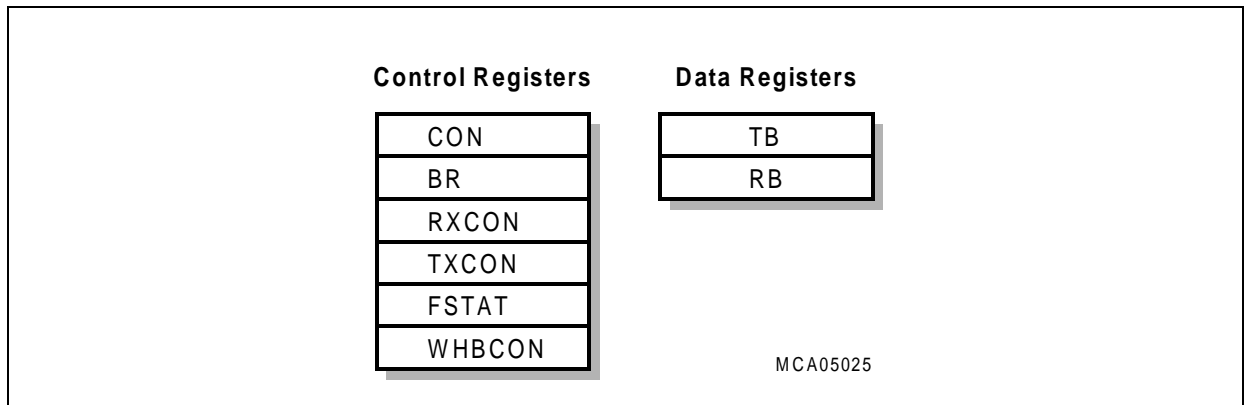 Control Registers
Data Registers
CON
BR
RXCON
TXCON
FSTAT
WHBCON
TB
RB
MCA05025